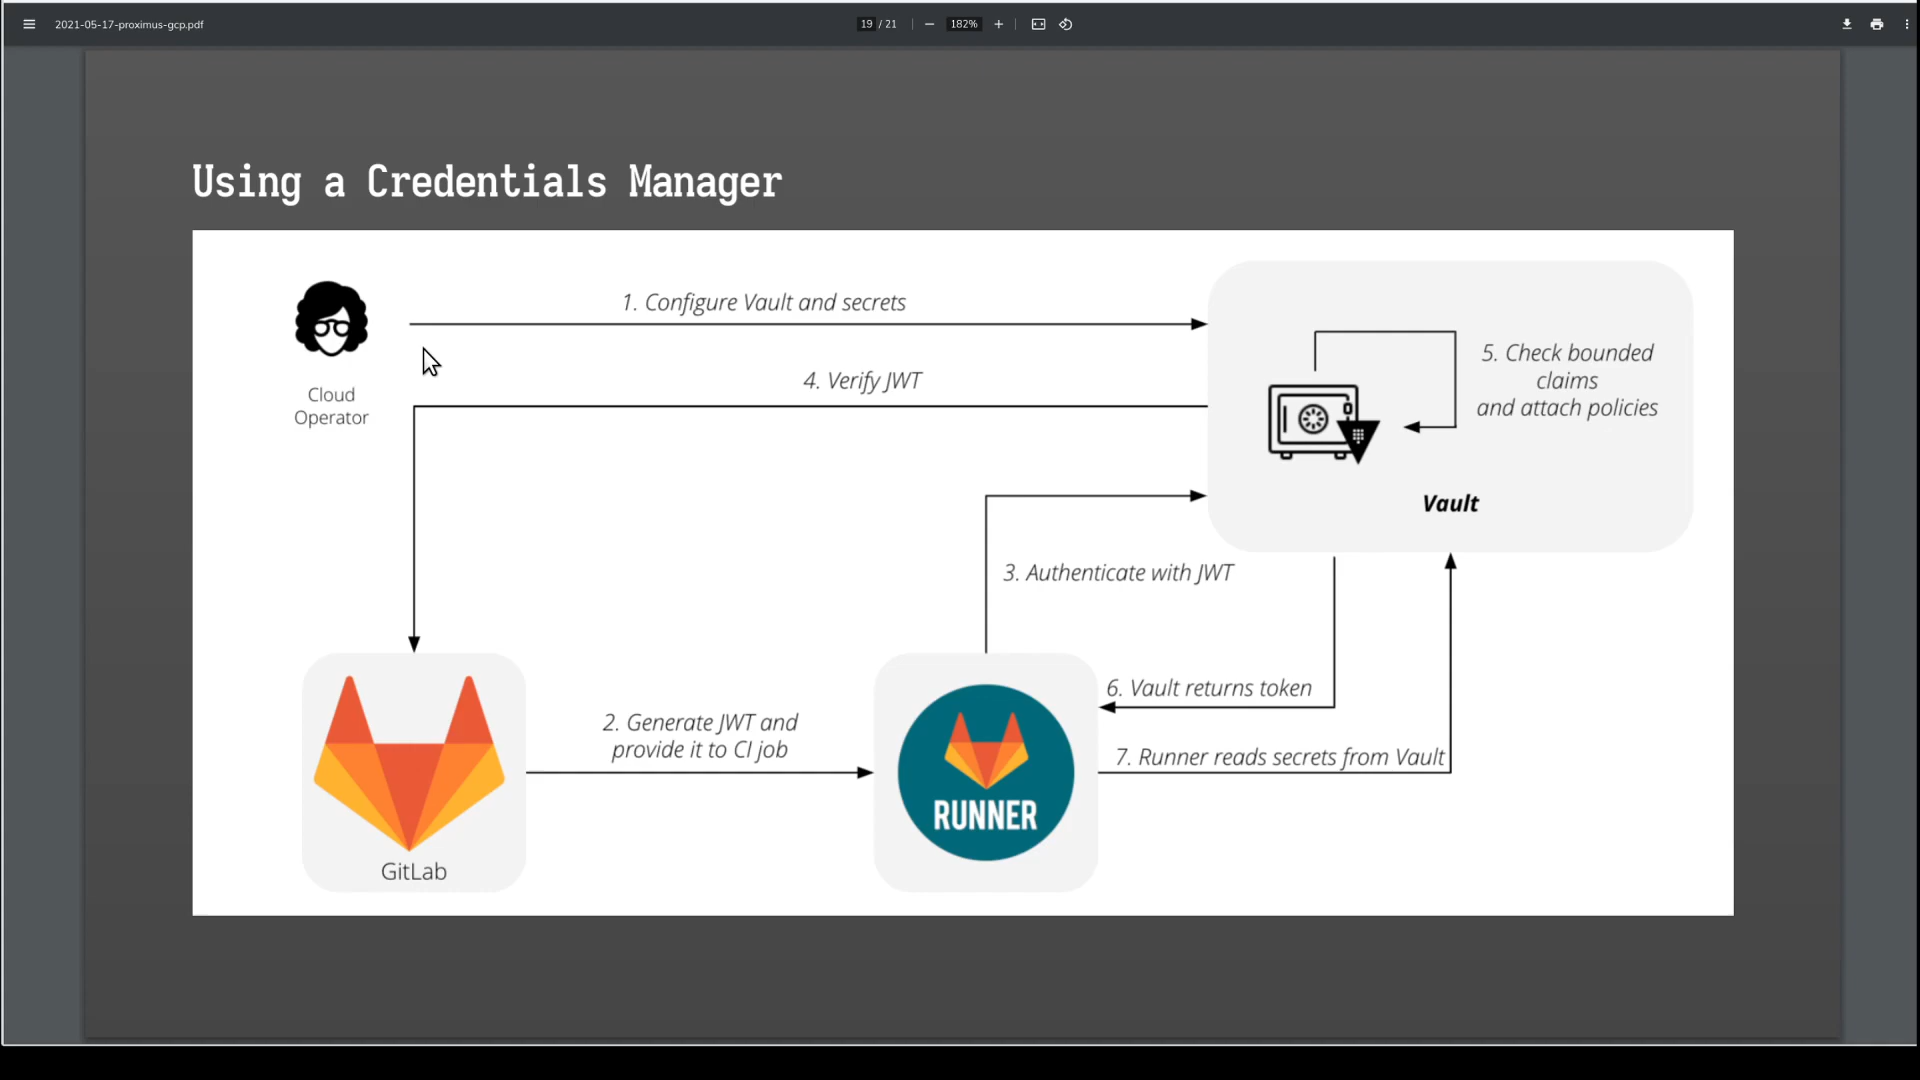 2021-05-17-proximus-gcp.pdf
19 / 21
182%
Using a Credentials Manager
1. Configure Vault and secrets
Cloud
Operator
4. Verify JWT
5. Check bounded
claims
and attach policies
Vault
3. Authenticate with JWT
6. Vault returns token
2. Generate JWT and
provide it to CI job
7. Runner reads secrets from Vault
RUNNER
GitLab